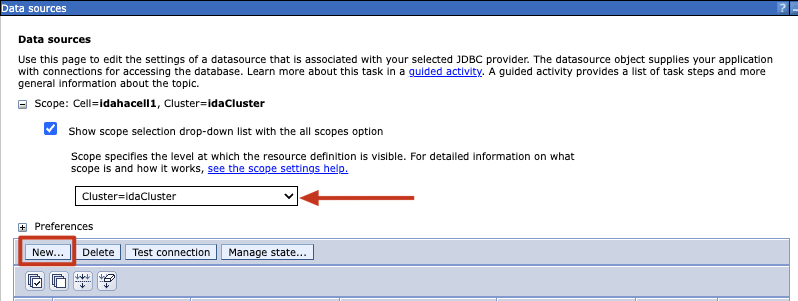 Data sources
?
Data sources
Use this page to edit the settings of a datasource that is associated with your selected JDBC provider. The datasource object supplies your application
with connections for accessing the database. Learn more about this task in a guided activity. A guided activity provides a list of task steps and more
general information about the topic.
Scope: Cell=idahacell1, Cluster=idaCluster
Show scope selection drop-down list with the all scopes option
Scope specifies the level at which the resource definition is visible. For detailed information on what
scope is and how it works, see the scope settings help.
Cluster=idaCluster
Preferences
New... Delete Test connection Manage state...